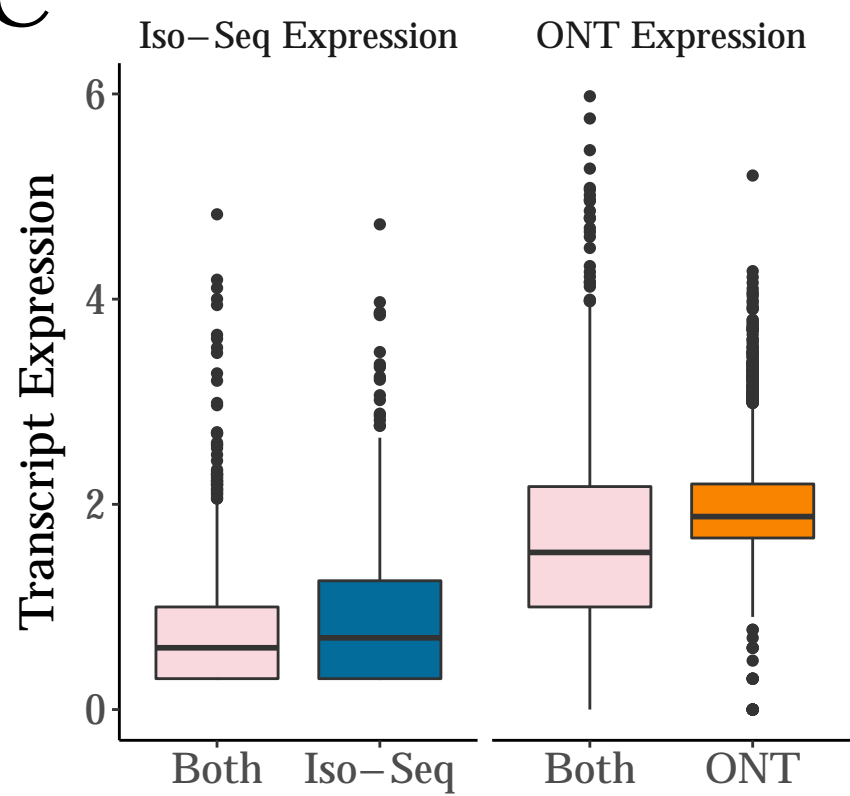 C
Iso–Seq Expression
ONT Expression
Transcript Expression
6
4
2
0
Both
Iso–Seq
Both
ONT